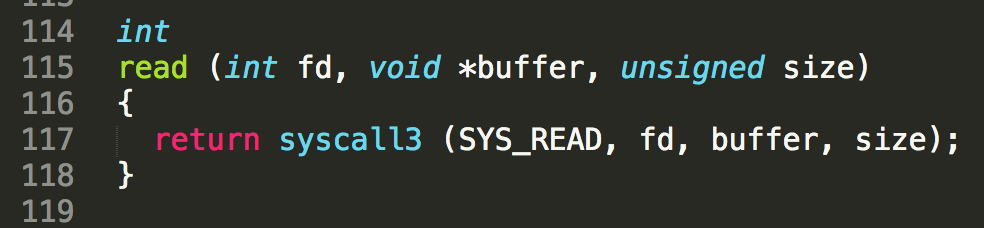 114 int
115 read (int fd, void *buffer, unsigned size)
116 {
117   return syscall3 (SYS_READ, fd, buffer, size);
118 }
119